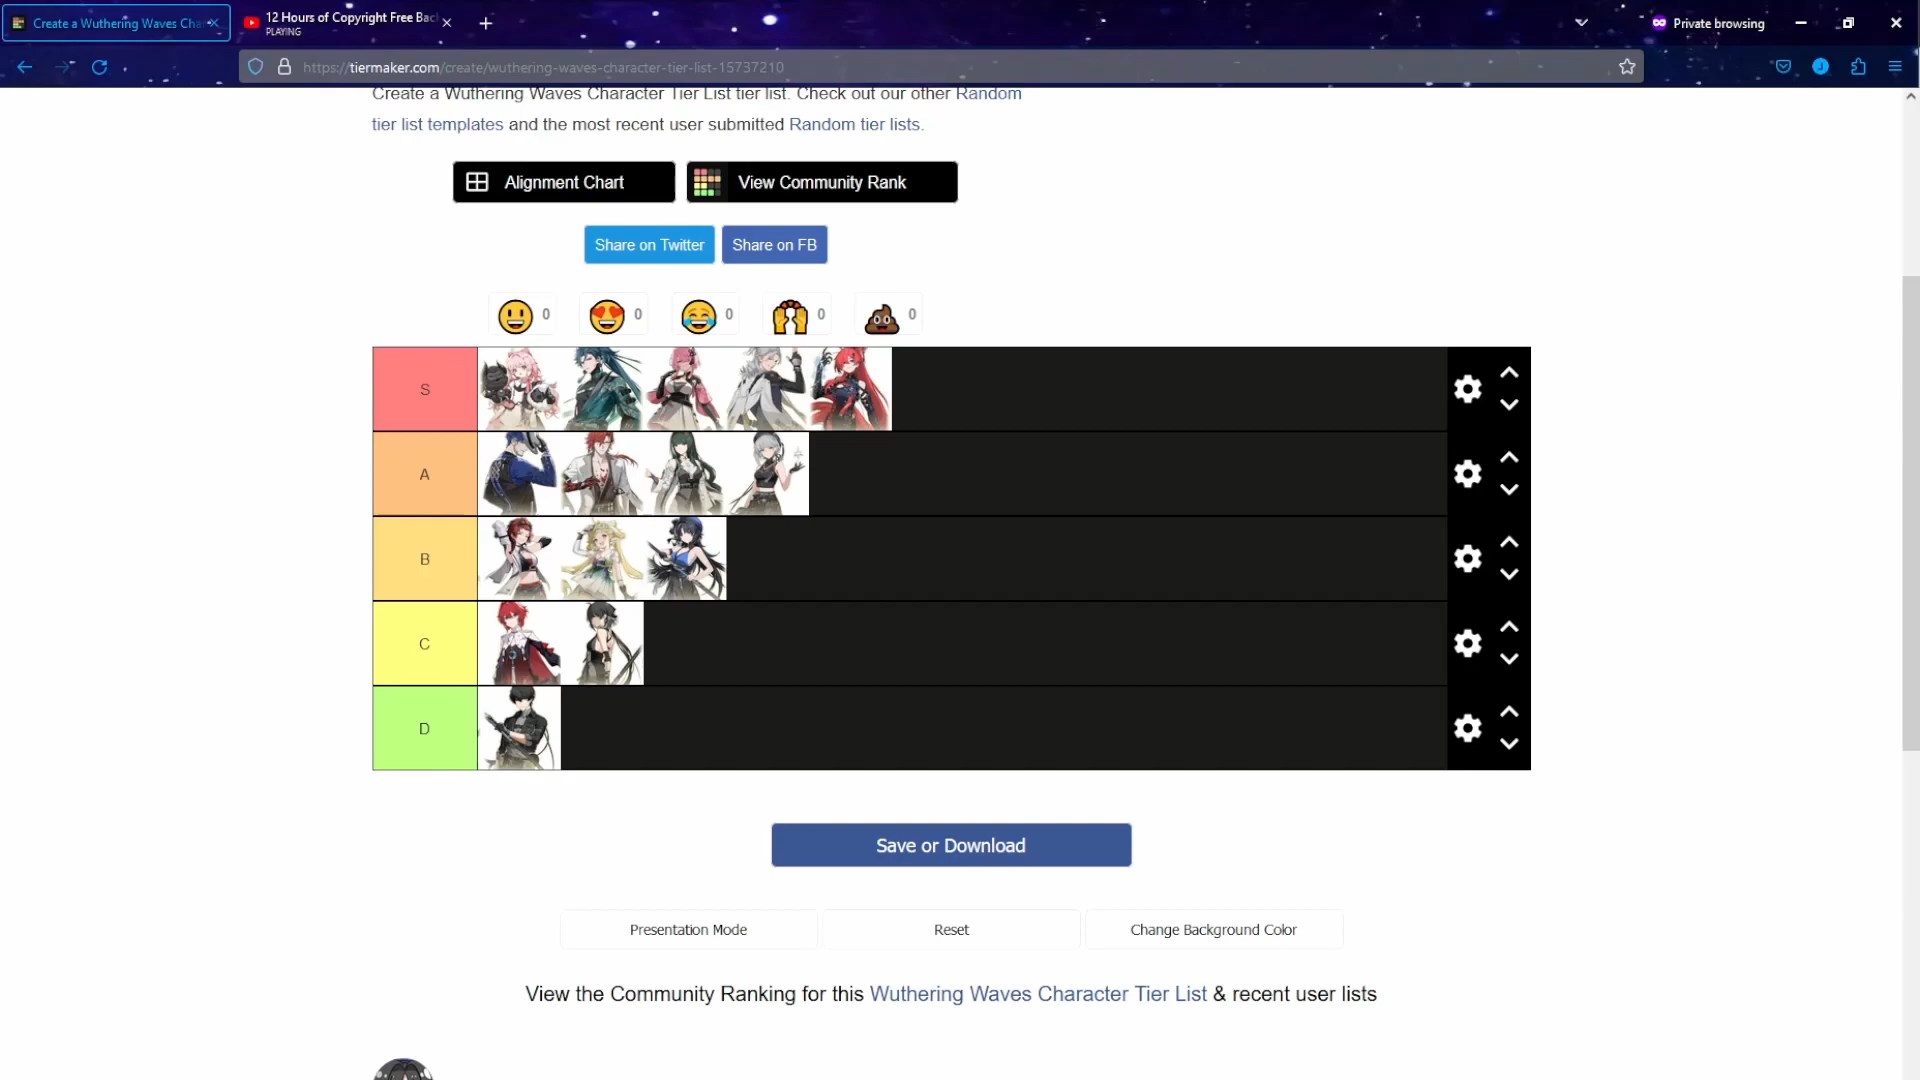 Create a Wuthering Waves Cha
12 Hours of Copyright Free Bac
PLAYING
Private browsing
https://tiermaker.com/create/wuthering-waves-character-tier-list-15737210
Create a Wuthering Waves Character Tier List tier list. Check out our other Random
tier list templates and the most recent user submitted Random tier lists.
Alignment Chart
View Community Rank
Share on Twitter
Share on FB
0
0
0
0
0
S
A
B
C
D
Save or Download
Presentation Mode
Reset
Change Background Color
View the Community Ranking for this Wuthering Waves Character Tier List & recent user lists